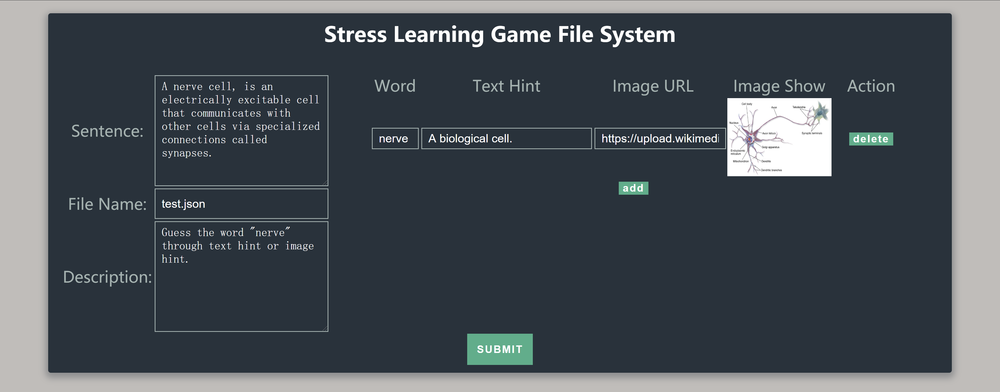 Stress Learning Game File System
Sentence:
A nerve cell, is an
electrically excitable cell
that communicates with
other cells via specialized
connections called
synapses.
File Name:
test.json
Description:
Guess the word "nerve"
through text hint or image
hint.
Word Text Hint Image URL Image Show Action
nerve A biological cell. https://upload.wikimedi
Cell body
Axon
Telodendria
Nucleus
Axon hillock
Synaptic terminals
Golgi apparatus
Endoplasmic
reticulum
Mitochondrion
Dendrite
Dendritic branches
delete
add
SUBMIT